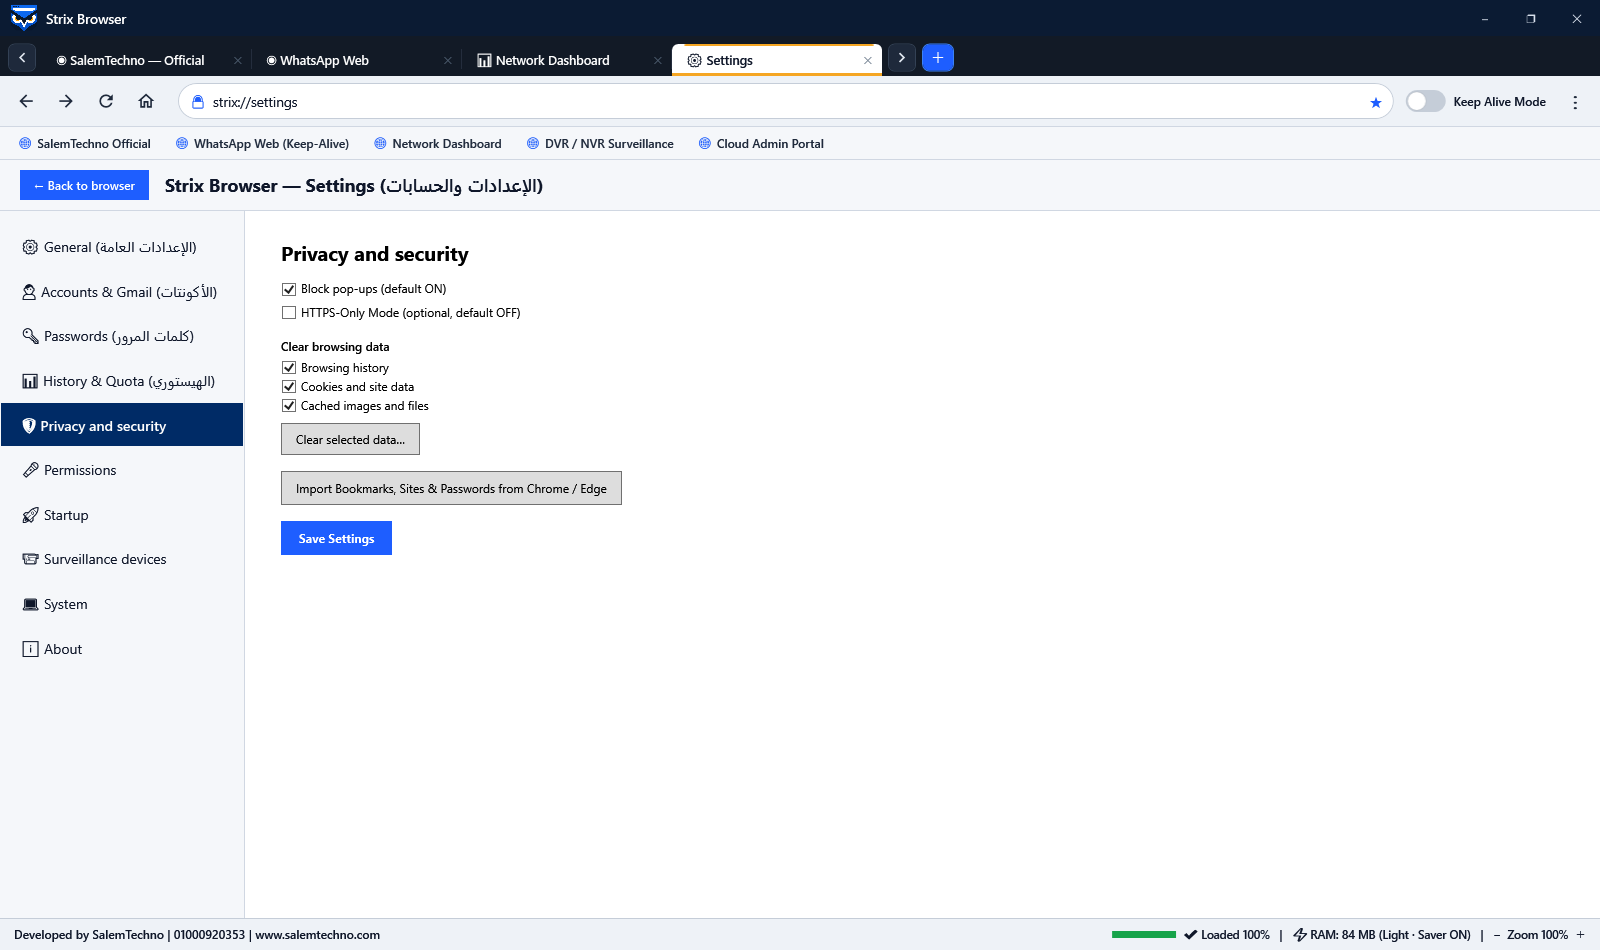 Strix Browser
SalemTechno — Official
WhatsApp Web
Network Dashboard
Settings
strix://settings
Keep Alive Mode
SalemTechno Official
WhatsApp Web (Keep-Alive)
Network Dashboard
DVR / NVR Surveillance
Cloud Admin Portal
← Back to browser
Strix Browser — Settings (الإعدادات والحسابات)
General (الإعدادات العامة)
Accounts & Gmail (الأكونتات)
Passwords (كلمات المرور)
History & Quota (الهيستوري)
Privacy and security
Permissions
Startup
Surveillance devices
System
About
Privacy and security
Block pop-ups (default ON)
HTTPS-Only Mode (optional, default OFF)
Clear browsing data
Browsing history
Cookies and site data
Cached images and files
Clear selected data...
Import Bookmarks, Sites & Passwords from Chrome / Edge
Save Settings
Developed by SalemTechno | 01000920353 | www.salemtechno.com
✔ Loaded 100% | RAM: 84 MB (Light · Saver ON) | − Zoom 100% +